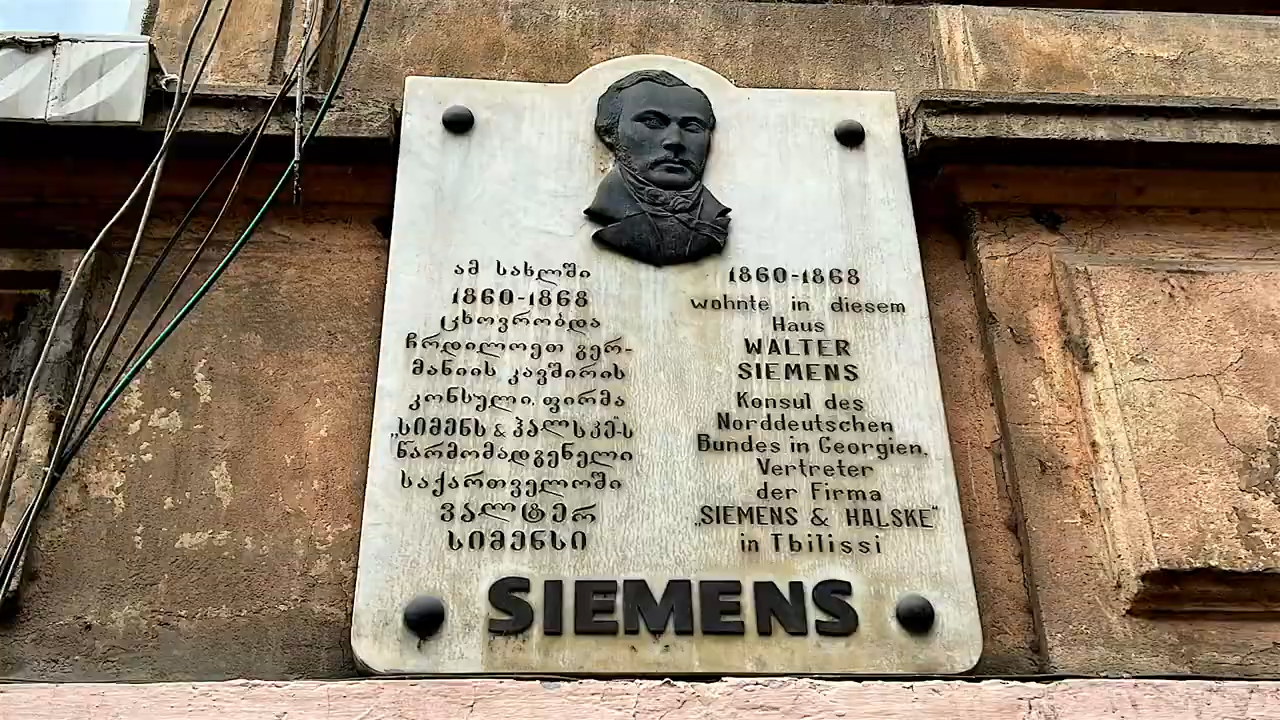 ამ სახლში
1860-1868
ცხოვრობდა
ჩრდილოეთ გერ-
მანიის კავშირის
კონსული, ფირმა
„სიმენს & ჰალსკე“-ს
წარმომადგენელი
საქართველოში
ვალტერ
სიმენსი
1860-1868
wohnte in diesem
Haus
WALTER
SIEMENS
Konsul des
Norddeutschen
Bundes in Georgien,
Vertreter
der Firma
„SIEMENS & HALSKE“
in Tbilissi
SIEMENS